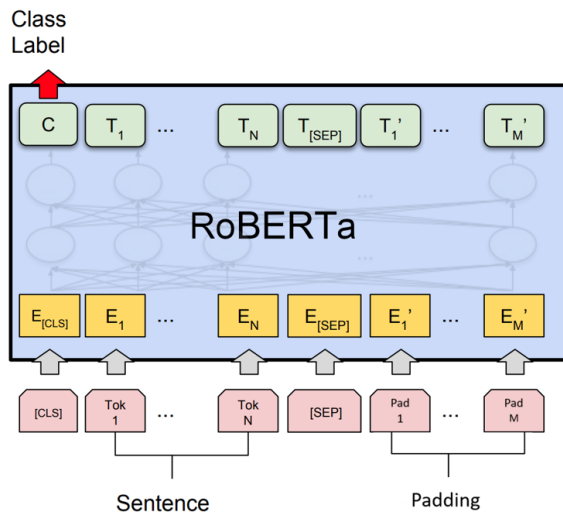 Class
Label
C T1 ... TN T[SEP] T1' ... TM'
...
RoBERTa
...
E[CLS] E1 ... EN E[SEP] E1' ... EM'
[CLS] Tok 1 ... Tok N [SEP] Pad 1 ... Pad M
Sentence Padding